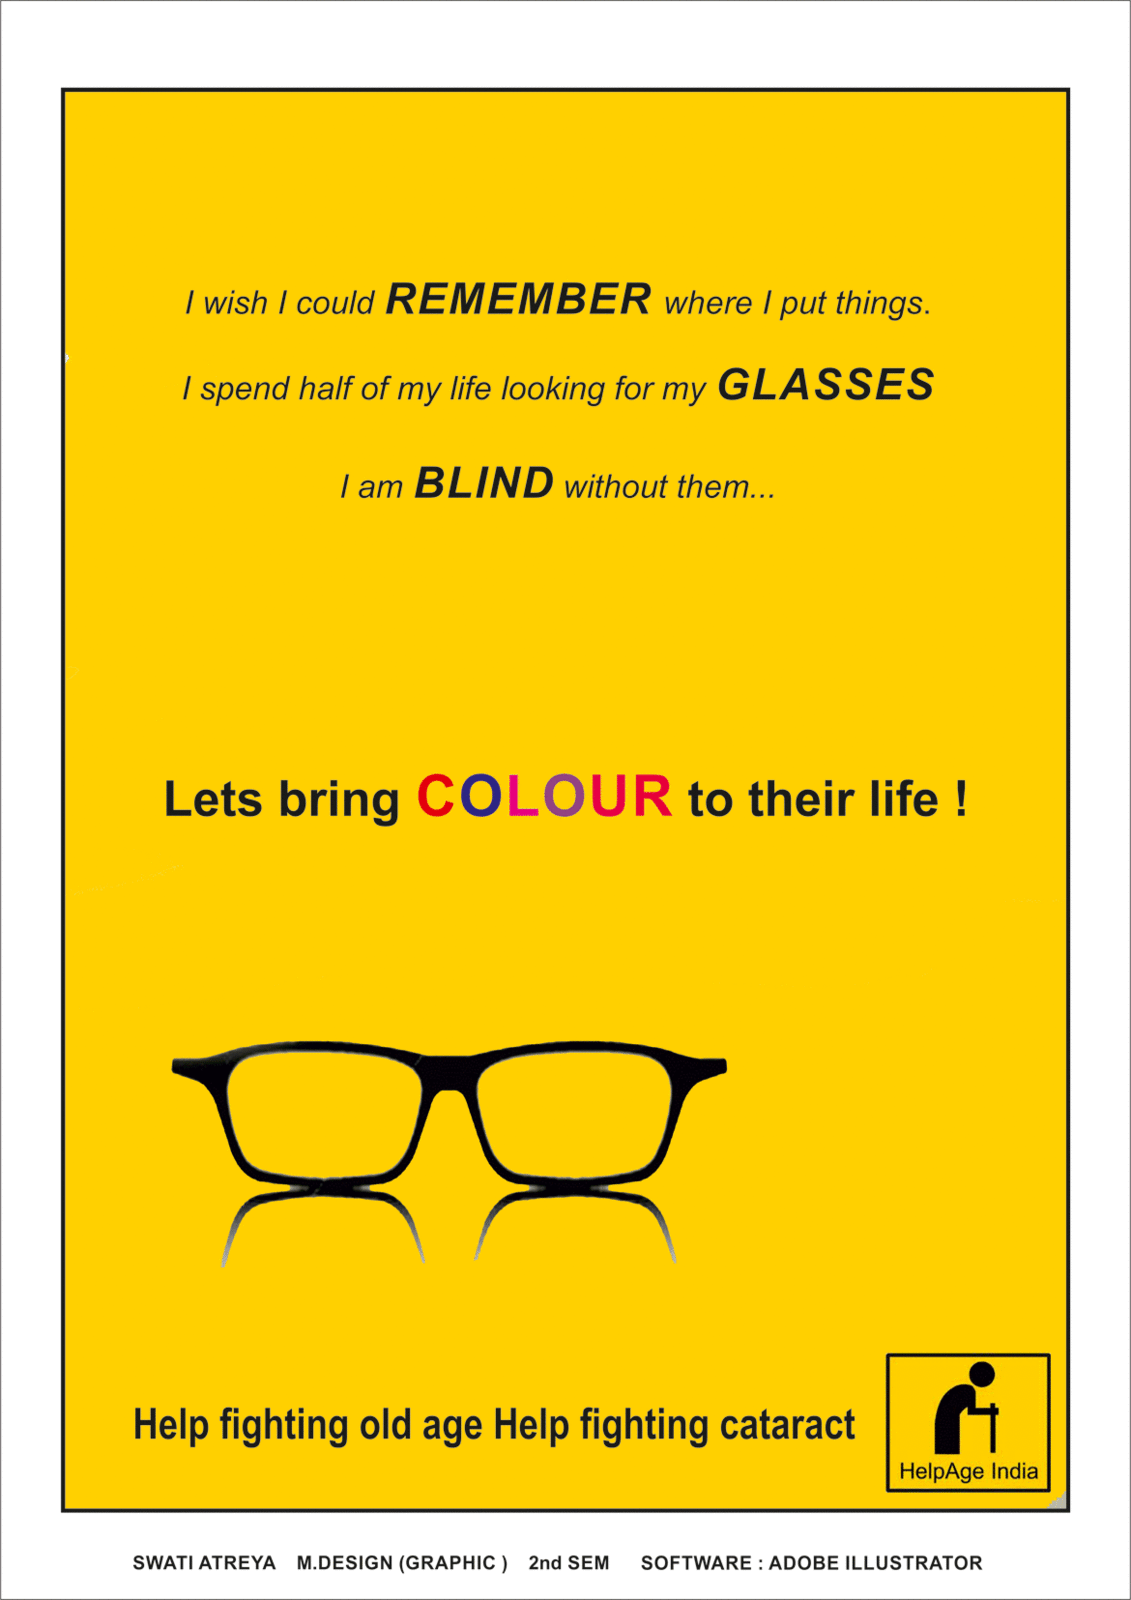 I wish I could REMEMBER where I put things.
I spend half of my life looking for my GLASSES
I am BLIND without them...
Lets bring COLOUR to their life !
Help fighting old age Help fighting cataract
HelpAge India
SWATI ATREYA M.DESIGN (GRAPHIC ) 2nd SEM SOFTWARE : ADOBE ILLUSTRATOR